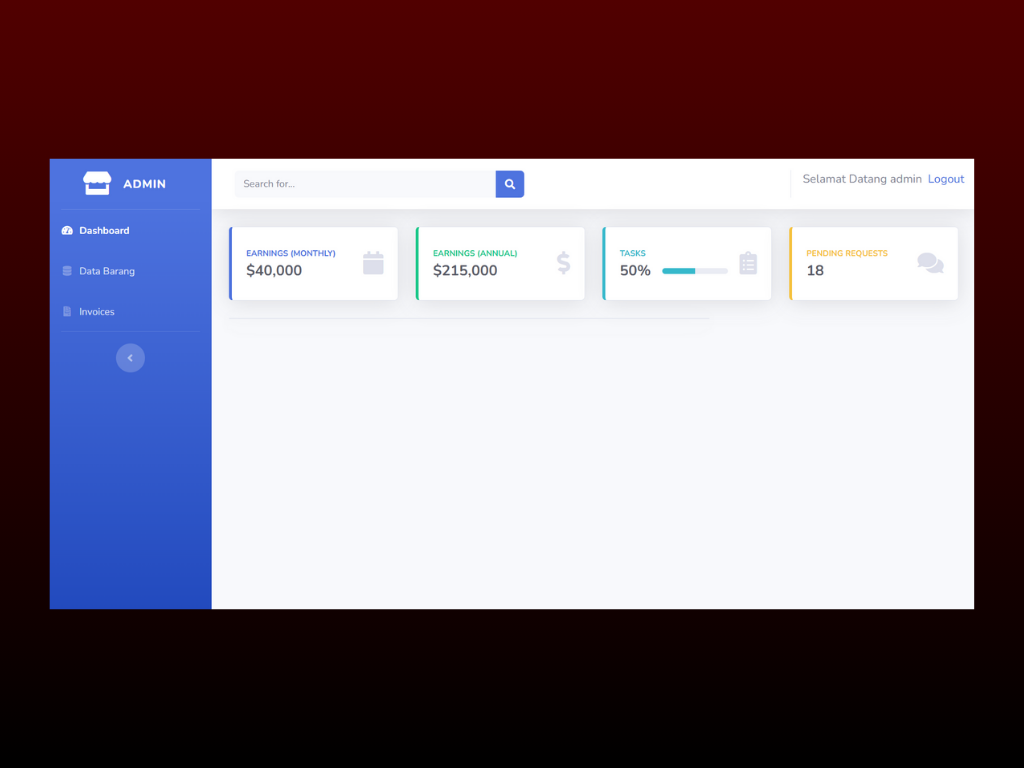 ADMIN
Dashboard
Data Barang
Invoices
Search for...
Selamat Datang admin Logout
EARNINGS (MONTHLY)
$40,000
EARNINGS (ANNUAL)
$215,000
TASKS
50%
PENDING REQUESTS
18